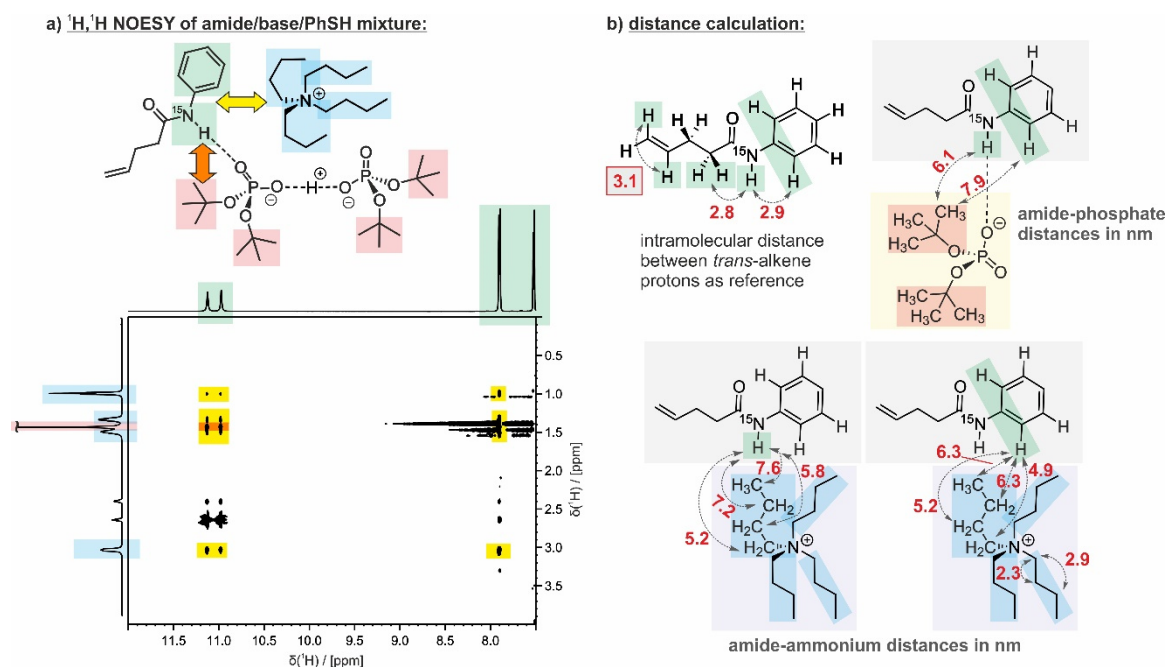 a) ¹H,¹H NOESY of amide/base/PhSH mixture:
O
15N
H
N
⊕
O
P
O
⊖
O
O
H
⊕
O
P
O
⊖
O
O
0.5
1.0
1.5
2.0
2.5
3.0
3.5
δ(¹H) / [ppm]
11.5 11.0 10.5 10.0 9.5 9.0 8.5 8.0
δ(¹H) / [ppm]
b) distance calculation:
H
H
H
H H
H
H H
O
15N
H
H
H
H
H
H
3.1
2.8
2.9
intramolecular distance
between trans-alkene
protons as reference
O
15N
H
H
H
H
H
H
6.1
7.9
H₃C CH₃
H₃C
O
O⊖
P
O
O
H₃C CH₃
H₃C CH₃
amide-phosphate
distances in nm
O
15N
H
H
H
H
H
H
7.6
5.8
7.2
5.2
H₃C
CH₂
H₂C
H₂C
N
⊕
O
15N
H
H
H
H
H
H
6.3
4.9
6.3
5.2
H₃C
CH₂
H₂C
H₂C
N
⊕
2.3
2.9
amide-ammonium distances in nm